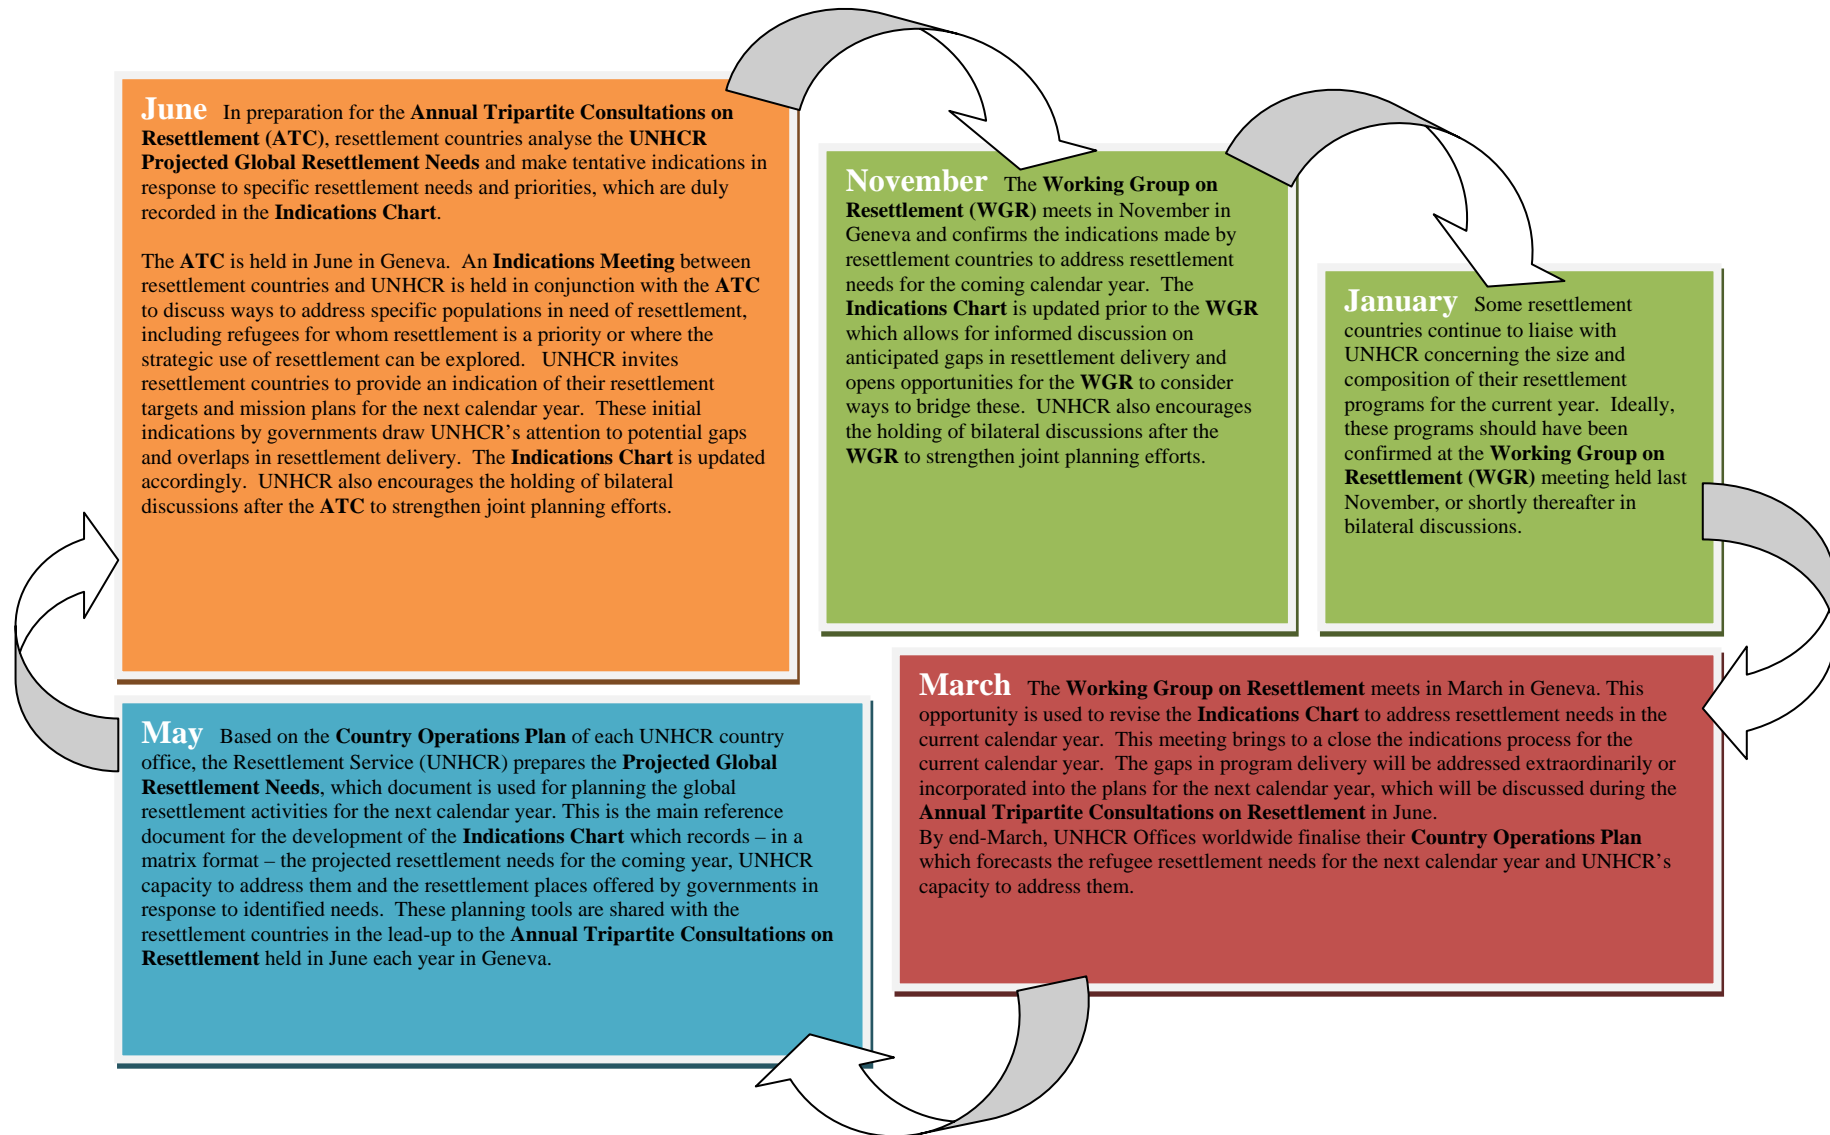 June In preparation for the Annual Tripartite Consultations on
Resettlement (ATC), resettlement countries analyse the UNHCR
Projected Global Resettlement Needs and make tentative indications in
response to specific resettlement needs and priorities, which are duly
recorded in the Indications Chart.
The ATC is held in June in Geneva. An Indications Meeting between
resettlement countries and UNHCR is held in conjunction with the ATC
to discuss ways to address specific populations in need of resettlement,
including refugees for whom resettlement is a priority or where the
strategic use of resettlement can be explored. UNHCR invites
resettlement countries to provide an indication of their resettlement
targets and mission plans for the next calendar year. These initial
indications by governments draw UNHCR's attention to potential gaps
and overlaps in resettlement delivery. The Indications Chart is updated
accordingly. UNHCR also encourages the holding of bilateral
discussions after the ATC to strengthen joint planning efforts.
November The Working Group on
Resettlement (WGR) meets in November in
Geneva and confirms the indications made by
resettlement countries to address resettlement
needs for the coming calendar year. The
Indications Chart is updated prior to the WGR
which allows for informed discussion on
anticipated gaps in resettlement delivery and
opens opportunities for the WGR to consider
ways to bridge these. UNHCR also encourages
the holding of bilateral discussions after the
WGR to strengthen joint planning efforts.
January Some resettlement
countries continue to liaise with
UNHCR concerning the size and
composition of their resettlement
programs for the current year. Ideally,
these programs should have been
confirmed at the Working Group on
Resettlement (WGR) meeting held last
November, or shortly thereafter in
bilateral discussions.
March The Working Group on Resettlement meets in March in Geneva. This
opportunity is used to revise the Indications Chart to address resettlement needs in the
current calendar year. This meeting brings to a close the indications process for the
current calendar year. The gaps in program delivery will be addressed extraordinarily or
incorporated into the plans for the next calendar year, which will be discussed during the
Annual Tripartite Consultations on Resettlement in June.
By end-March, UNHCR Offices worldwide finalise their Country Operations Plan
which forecasts the refugee resettlement needs for the next calendar year and UNHCR's
capacity to address them.
May Based on the Country Operations Plan of each UNHCR country
office, the Resettlement Service (UNHCR) prepares the Projected Global
Resettlement Needs, which document is used for planning the global
resettlement activities for the next calendar year. This is the main reference
document for the development of the Indications Chart which records – in a
matrix format – the projected resettlement needs for the coming year, UNHCR
capacity to address them and the resettlement places offered by governments in
response to identified needs. These planning tools are shared with the
resettlement countries in the lead-up to the Annual Tripartite Consultations on
Resettlement held in June each year in Geneva.